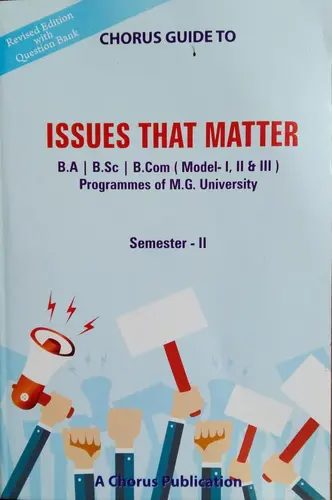 Revised Edition
with
Question Bank
CHORUS GUIDE TO
ISSUES THAT MATTER
B.A | B.Sc | B.Com ( Model- I, II & III )
Programmes of M.G. University
Semester - II
A Chorus Publication